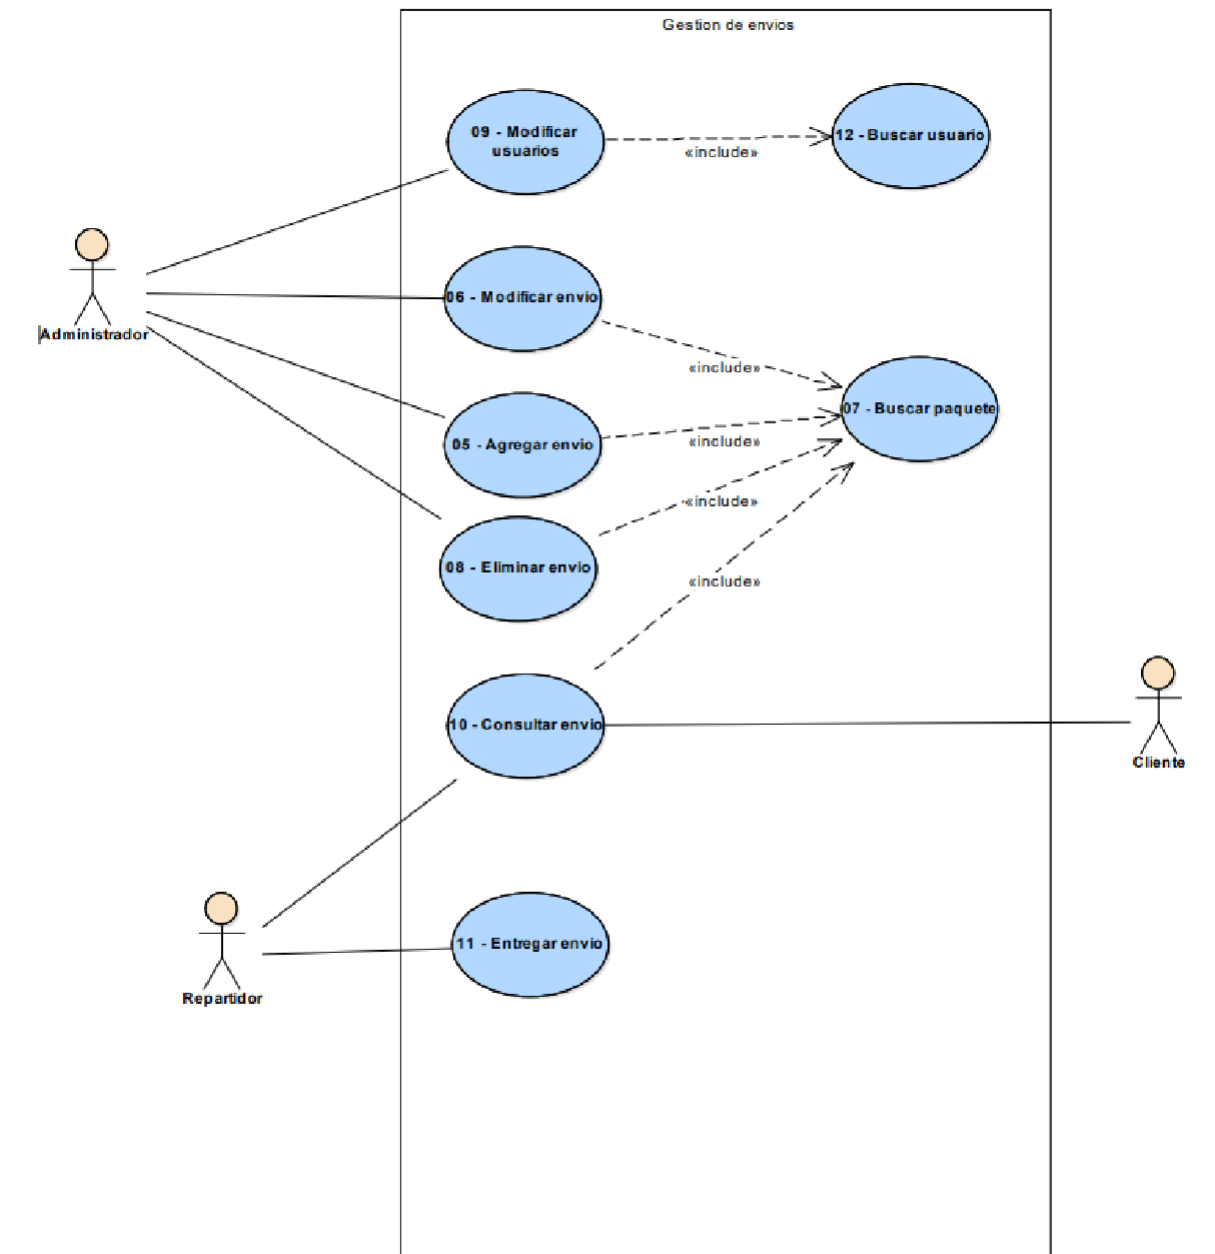 Gestion de envios
09 - Modificar
usuarios
12 - Buscar usuario
«include»
Administrador
06 - Modificar envio
«include»
07 - Buscar paquete
05 - Agregar envio
«include»
«include»
08 - Eliminar envio
«include»
10 - Consultar envio
Cliente
11 - Entregar envio
Repartidor